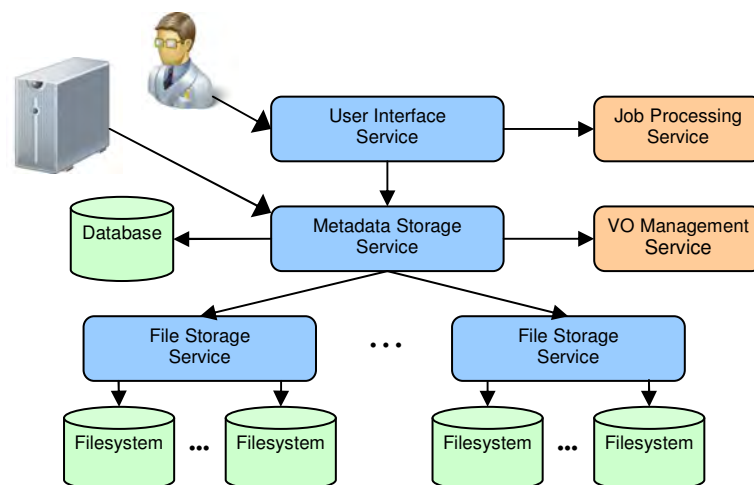 User Interface
Service
Job Processing
Service
Database
Metadata Storage
Service
VO Management
Service
File Storage
Service
...
File Storage
Service
Filesystem
...
Filesystem
Filesystem
...
Filesystem